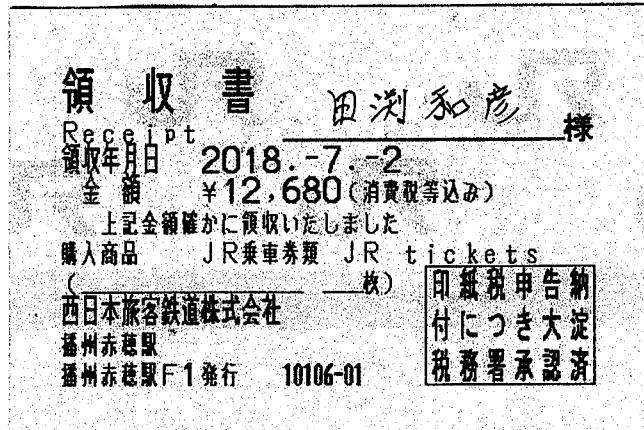 領収書
田渕和彦 様
Receipt
領収年月日 2018.-7.-2
金額 ¥12,680(消費税等込み)
上記金額確かに領収いたしました
購入商品 JR乗車券類 JR tickets
( 枚)
西日本旅客鉄道株式会社
播州赤穂駅
播州赤穂駅F1発行 10106-01
印紙税申告納
付につき大淀
税務署承認済